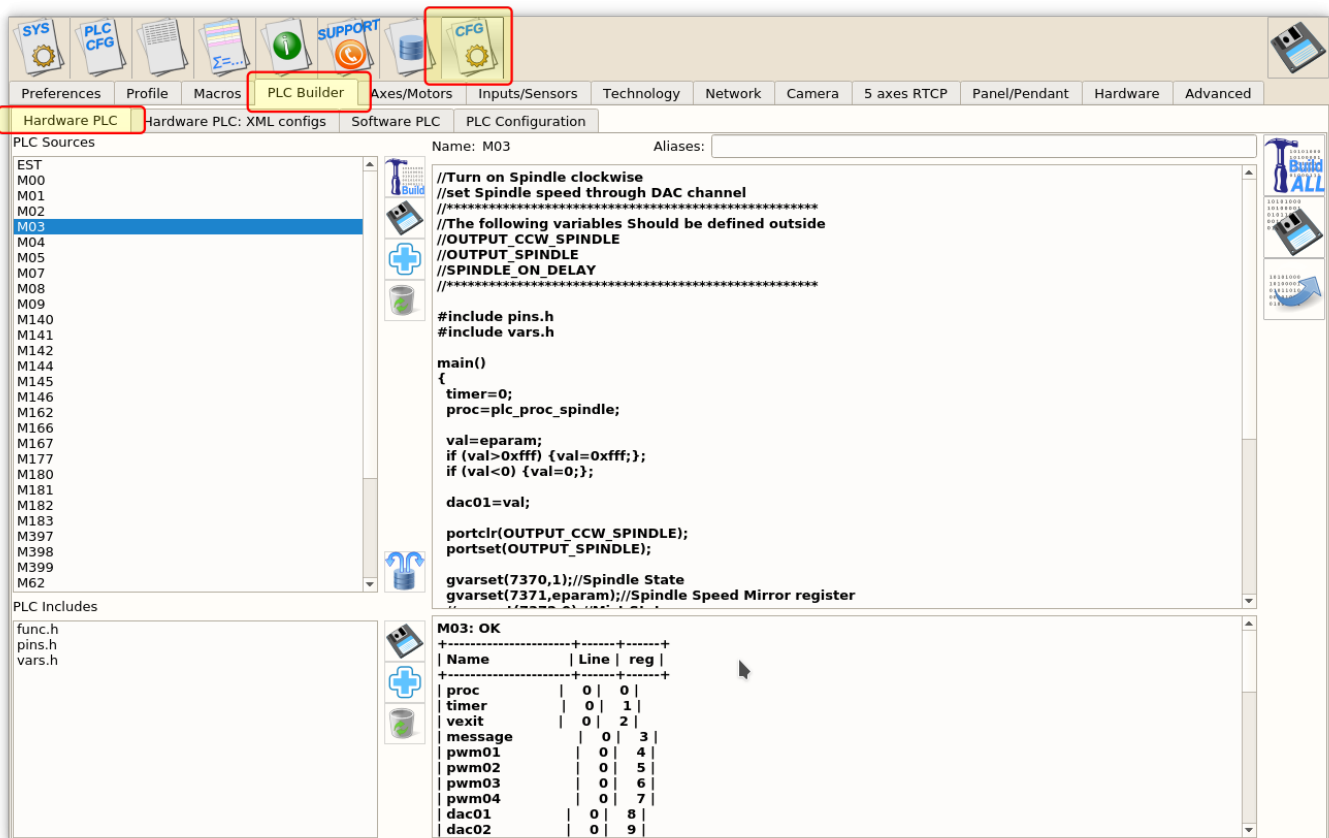 SYS
PLC
CFG
Σ=...
i
SUPPORT
CFG
Preferences Profile Macros PLC Builder Axes/Motors Inputs/Sensors Technology Network Camera 5 axes RTCP Panel/Pendant Hardware Advanced
Hardware PLC Hardware PLC: XML configs Software PLC PLC Configuration
PLC Sources
EST
M00
M01
M02
M03
M04
M05
M07
M08
M09
M140
M141
M142
M144
M145
M146
M162
M166
M167
M177
M180
M181
M182
M183
M397
M398
M399
M62
PLC Includes
func.h
pins.h
vars.h
Build
Name: M03 Aliases:
//Turn on Spindle clockwise
//set Spindle speed through DAC channel
//*****************************************************
//The following variables Should be defined outside
//OUTPUT_CCW_SPINDLE
//OUTPUT_SPINDLE
//SPINDLE_ON_DELAY
//*****************************************************
#include pins.h
#include vars.h
main()
{
timer=0;
proc=plc_proc_spindle;
val=eparam;
if (val>0xfff) {val=0xfff;};
if (val<0) {val=0;};
dac01=val;
portclr(OUTPUT_CCW_SPINDLE);
portset(OUTPUT_SPINDLE);
gvarset(7370,1);//Spindle State
gvarset(7371,eparam);//Spindle Speed Mirror register
M03: OK
+-----------------------+------+------+
| Name | Line | reg |
+-----------------------+------+------+
| proc | 0 | 0 |
| timer | 0 | 1 |
| vexit | 0 | 2 |
| message | 0 | 3 |
| pwm01 | 0 | 4 |
| pwm02 | 0 | 5 |
| pwm03 | 0 | 6 |
| pwm04 | 0 | 7 |
| dac01 | 0 | 8 |
| dac02 | 0 | 9 |
Build
ALL